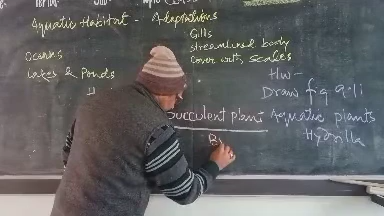 Aquatic Habitat - Adaptations
Gills
streamlined body
cover with scales
Oceans
Lakes & Ponds
Hw-
Draw fig 9.11
Succulent plant
Aquatic plants
Hydrilla
B